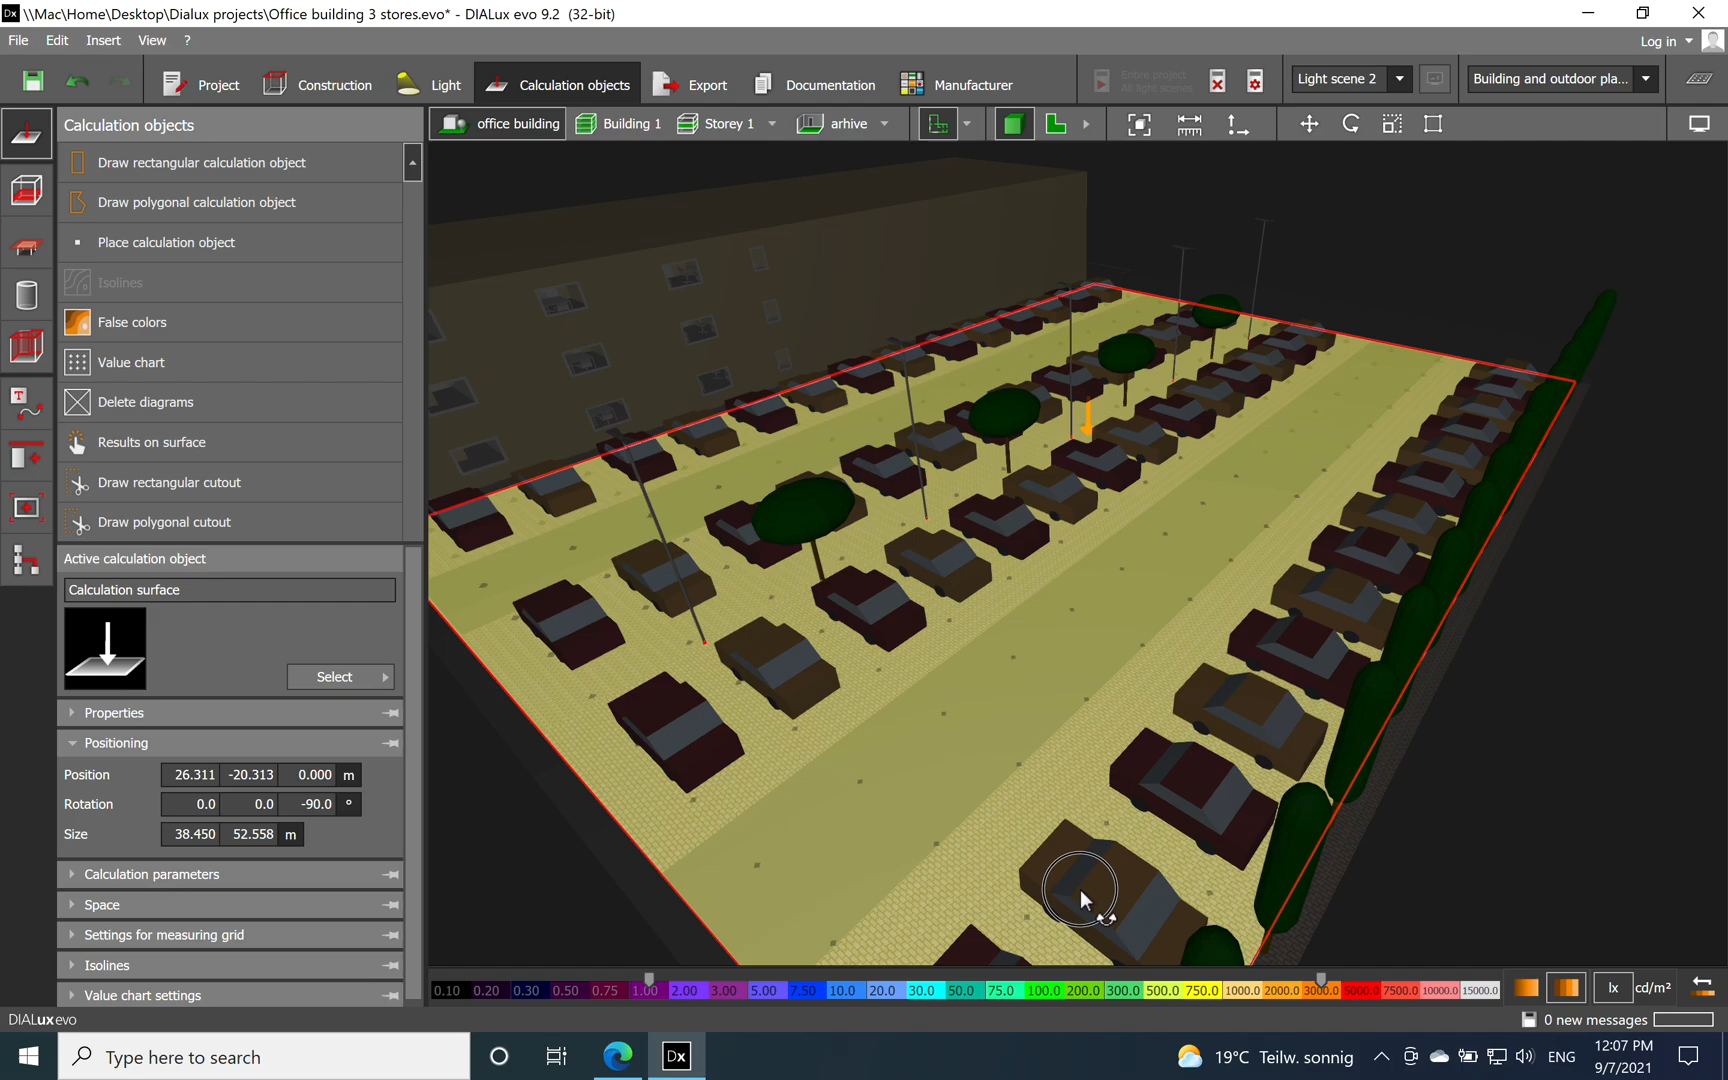 Dx \\Mac\Home\Desktop\Dialux projects\Office building 3 stores.evo* - DIALux evo 9.2 (32-bit)
File Edit Insert View ? Log in
Project Construction Light Calculation objects Export Documentation Manufacturer Entire project All light scenes Light scene 2 Building and outdoor pla...
Calculation objects
office building Building 1 Storey 1 arhive
Draw rectangular calculation object
Draw polygonal calculation object
Place calculation object
Isolines
False colors
Value chart
Delete diagrams
Results on surface
Draw rectangular cutout
Draw polygonal cutout
Active calculation object
Calculation surface
Select
Properties
Positioning
Position 26.311 -20.313 0.000 m
Rotation 0.0 0.0 -90.0 °
Size 38.450 52.558 m
Calculation parameters
Space
Settings for measuring grid
Isolines
Value chart settings
0.10 0.20 0.30 0.50 0.75 1.00 2.00 3.00 5.00 7.50 10.0 20.0 30.0 50.0 75.0 100.0 200.0 300.0 500.0 750.0 1000.0 2000.0 3000.0 5000.0 7500.0 10000.0 15000.0 lx cd/m²
DIALux evo 0 new messages
Type here to search Dx 19°C Teilw. sonnig ENG 12:07 PM
9/7/2021